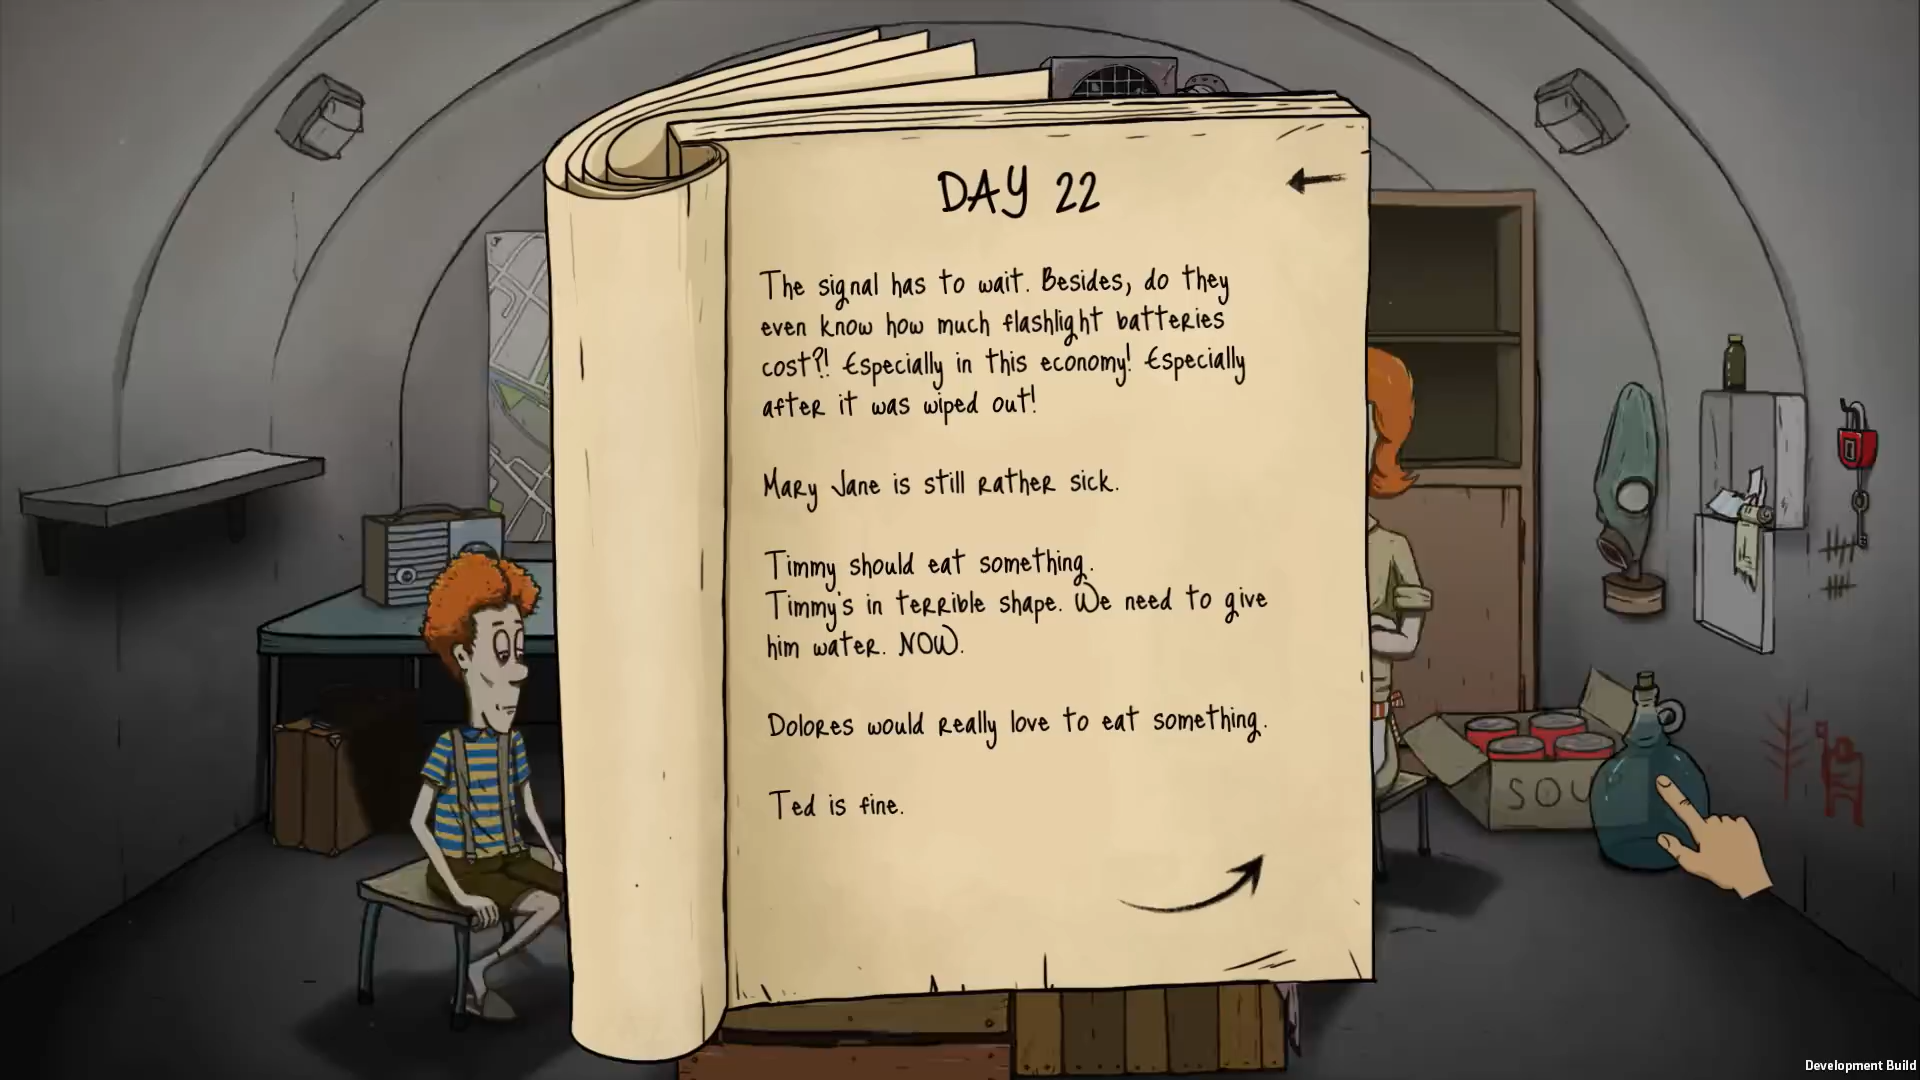 DAY 22
The signal has to wait. Besides, do they
even know how much flashlight batteries
cost?! Especially in this economy! Especially
after it was wiped out!
Mary Jane is still rather sick.
Timmy should eat something.
Timmy's in terrible shape. We need to give
him water. NOW.
Dolores would really love to eat something.
Ted is fine.
SOU
Development Build